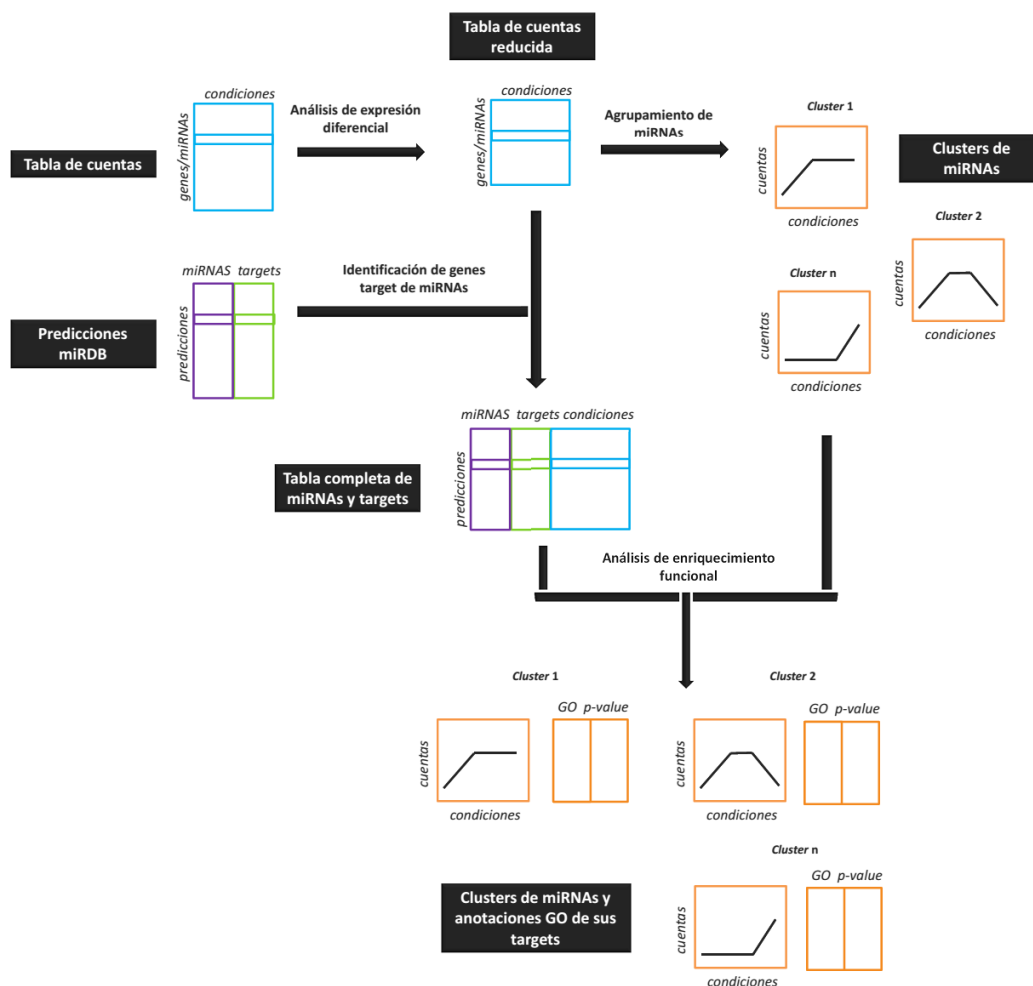 Tabla de cuentas
reducida
condiciones
genes/miRNAs
Análisis de expresión
diferencial
condiciones
genes/miRNAs
Agrupamiento de
miRNAs
Cluster 1
cuentas
condiciones
Tabla de cuentas
Clusters de
miRNAs
Cluster 2
cuentas
condiciones
miRNAS targets
predicciones
Identificación de genes
target de miRNAs
Cluster n
cuentas
condiciones
Predicciones
miRDB
miRNAS targets condiciones
predicciones
Tabla completa de
miRNAs y targets
Análisis de enriquecimiento
funcional
Cluster 1
GO p-value
cuentas
condiciones
Cluster 2
GO p-value
cuentas
condiciones
Cluster n
GO p-value
cuentas
condiciones
Clusters de miRNAs y
anotaciones GO de sus
targets